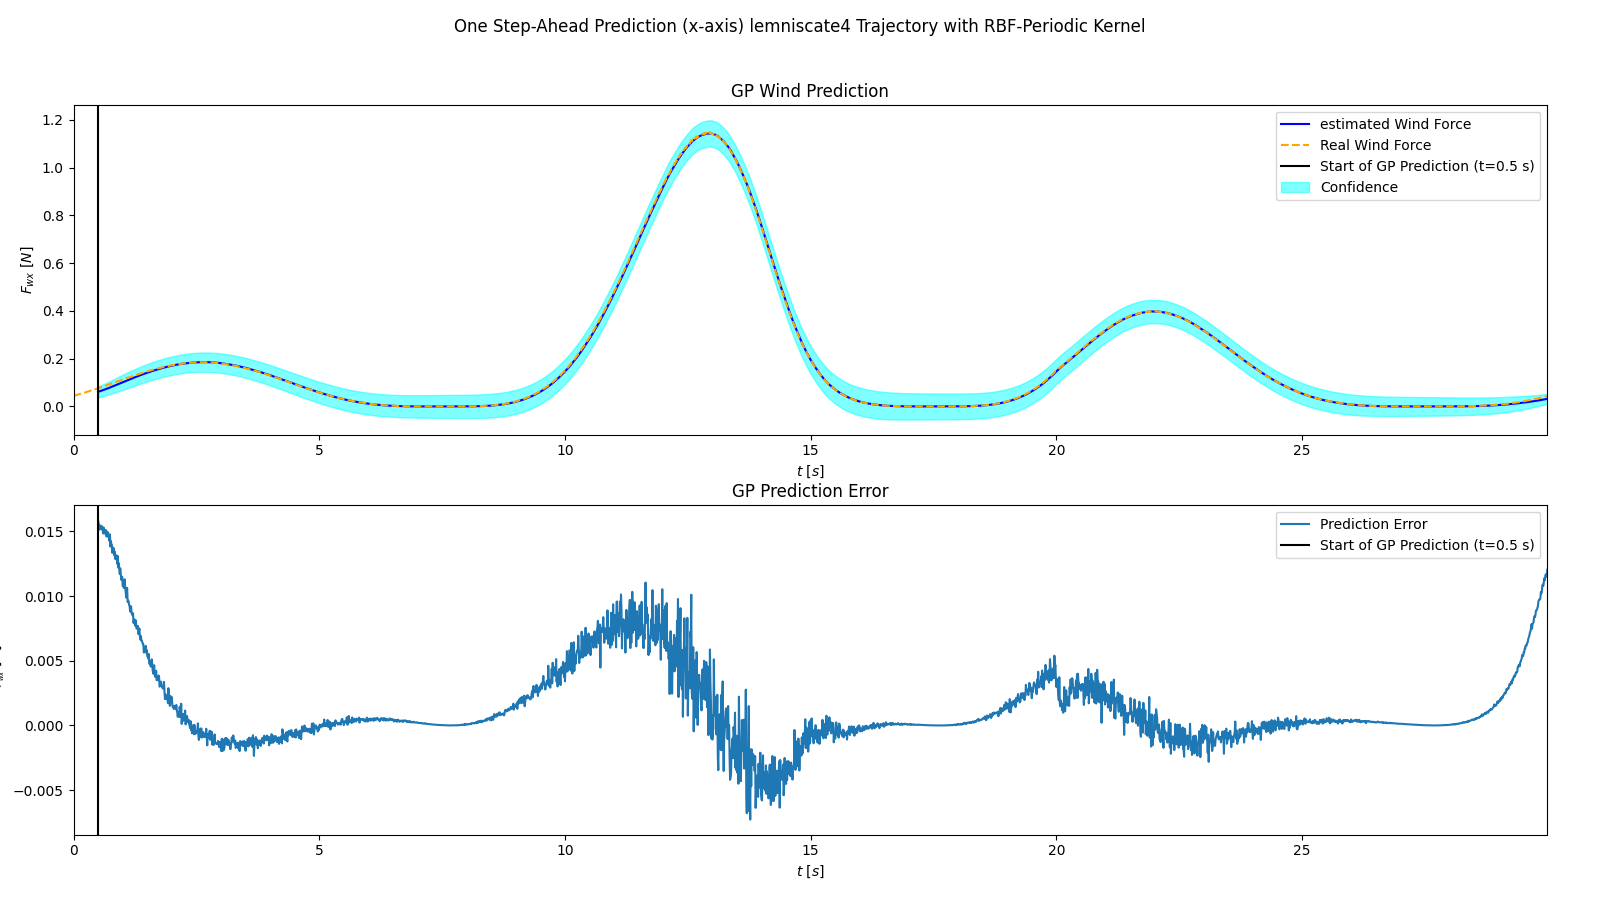 One Step-Ahead Prediction (x-axis) lemniscate4 Trajectory with RBF-Periodic Kernel
GP Wind Prediction
1.2
1.0
0.8
0.6
0.4
0.2
0.0
F_wx [N]
estimated Wind Force
Real Wind Force
Start of GP Prediction (t=0.5 s)
Confidence
0 5 10 15 20 25
t [s]
GP Prediction Error
0.015
0.010
0.005
0.000
−0.005
Prediction Error
Start of GP Prediction (t=0.5 s)
0 5 10 15 20 25
t [s]